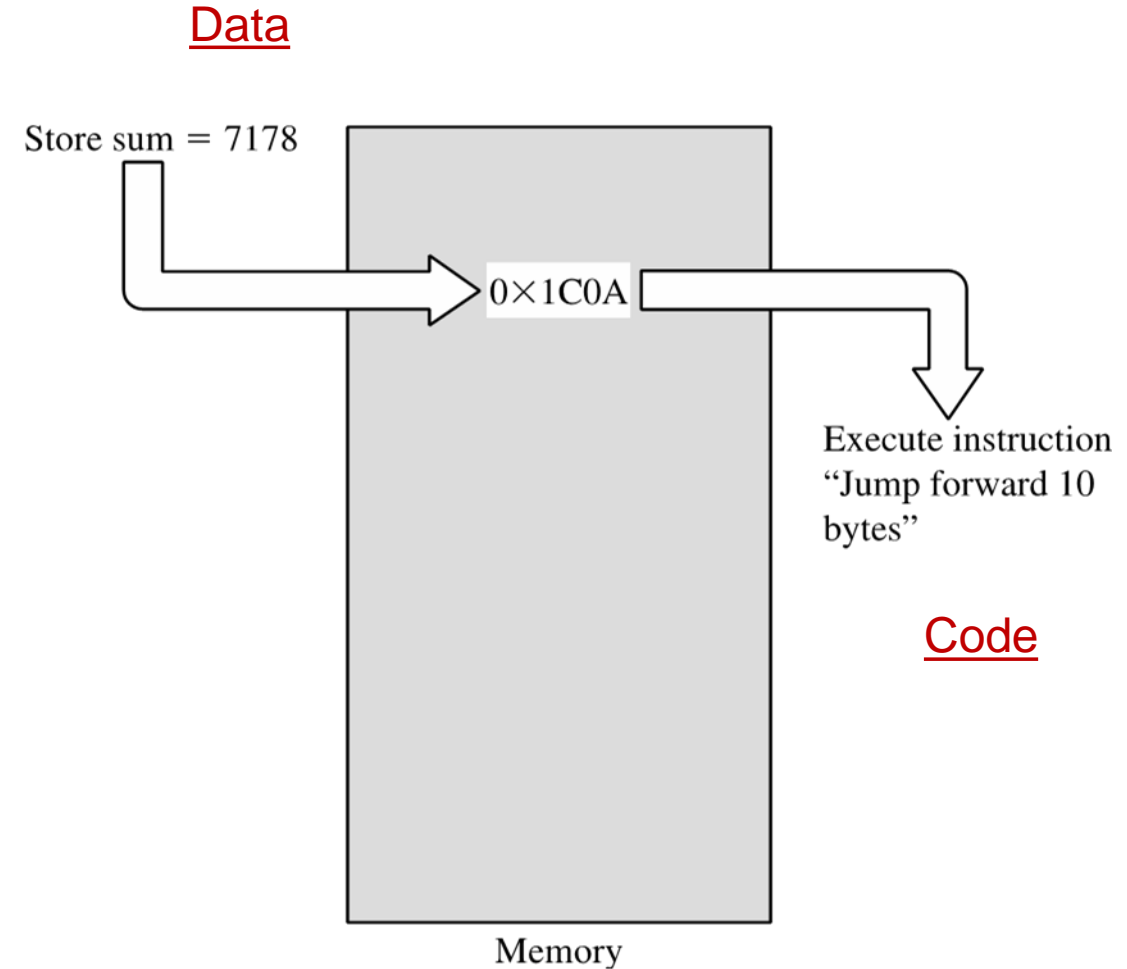 Data
Store sum = 7178
0×1C0A
Execute instruction
“Jump forward 10
bytes”
Code
Memory